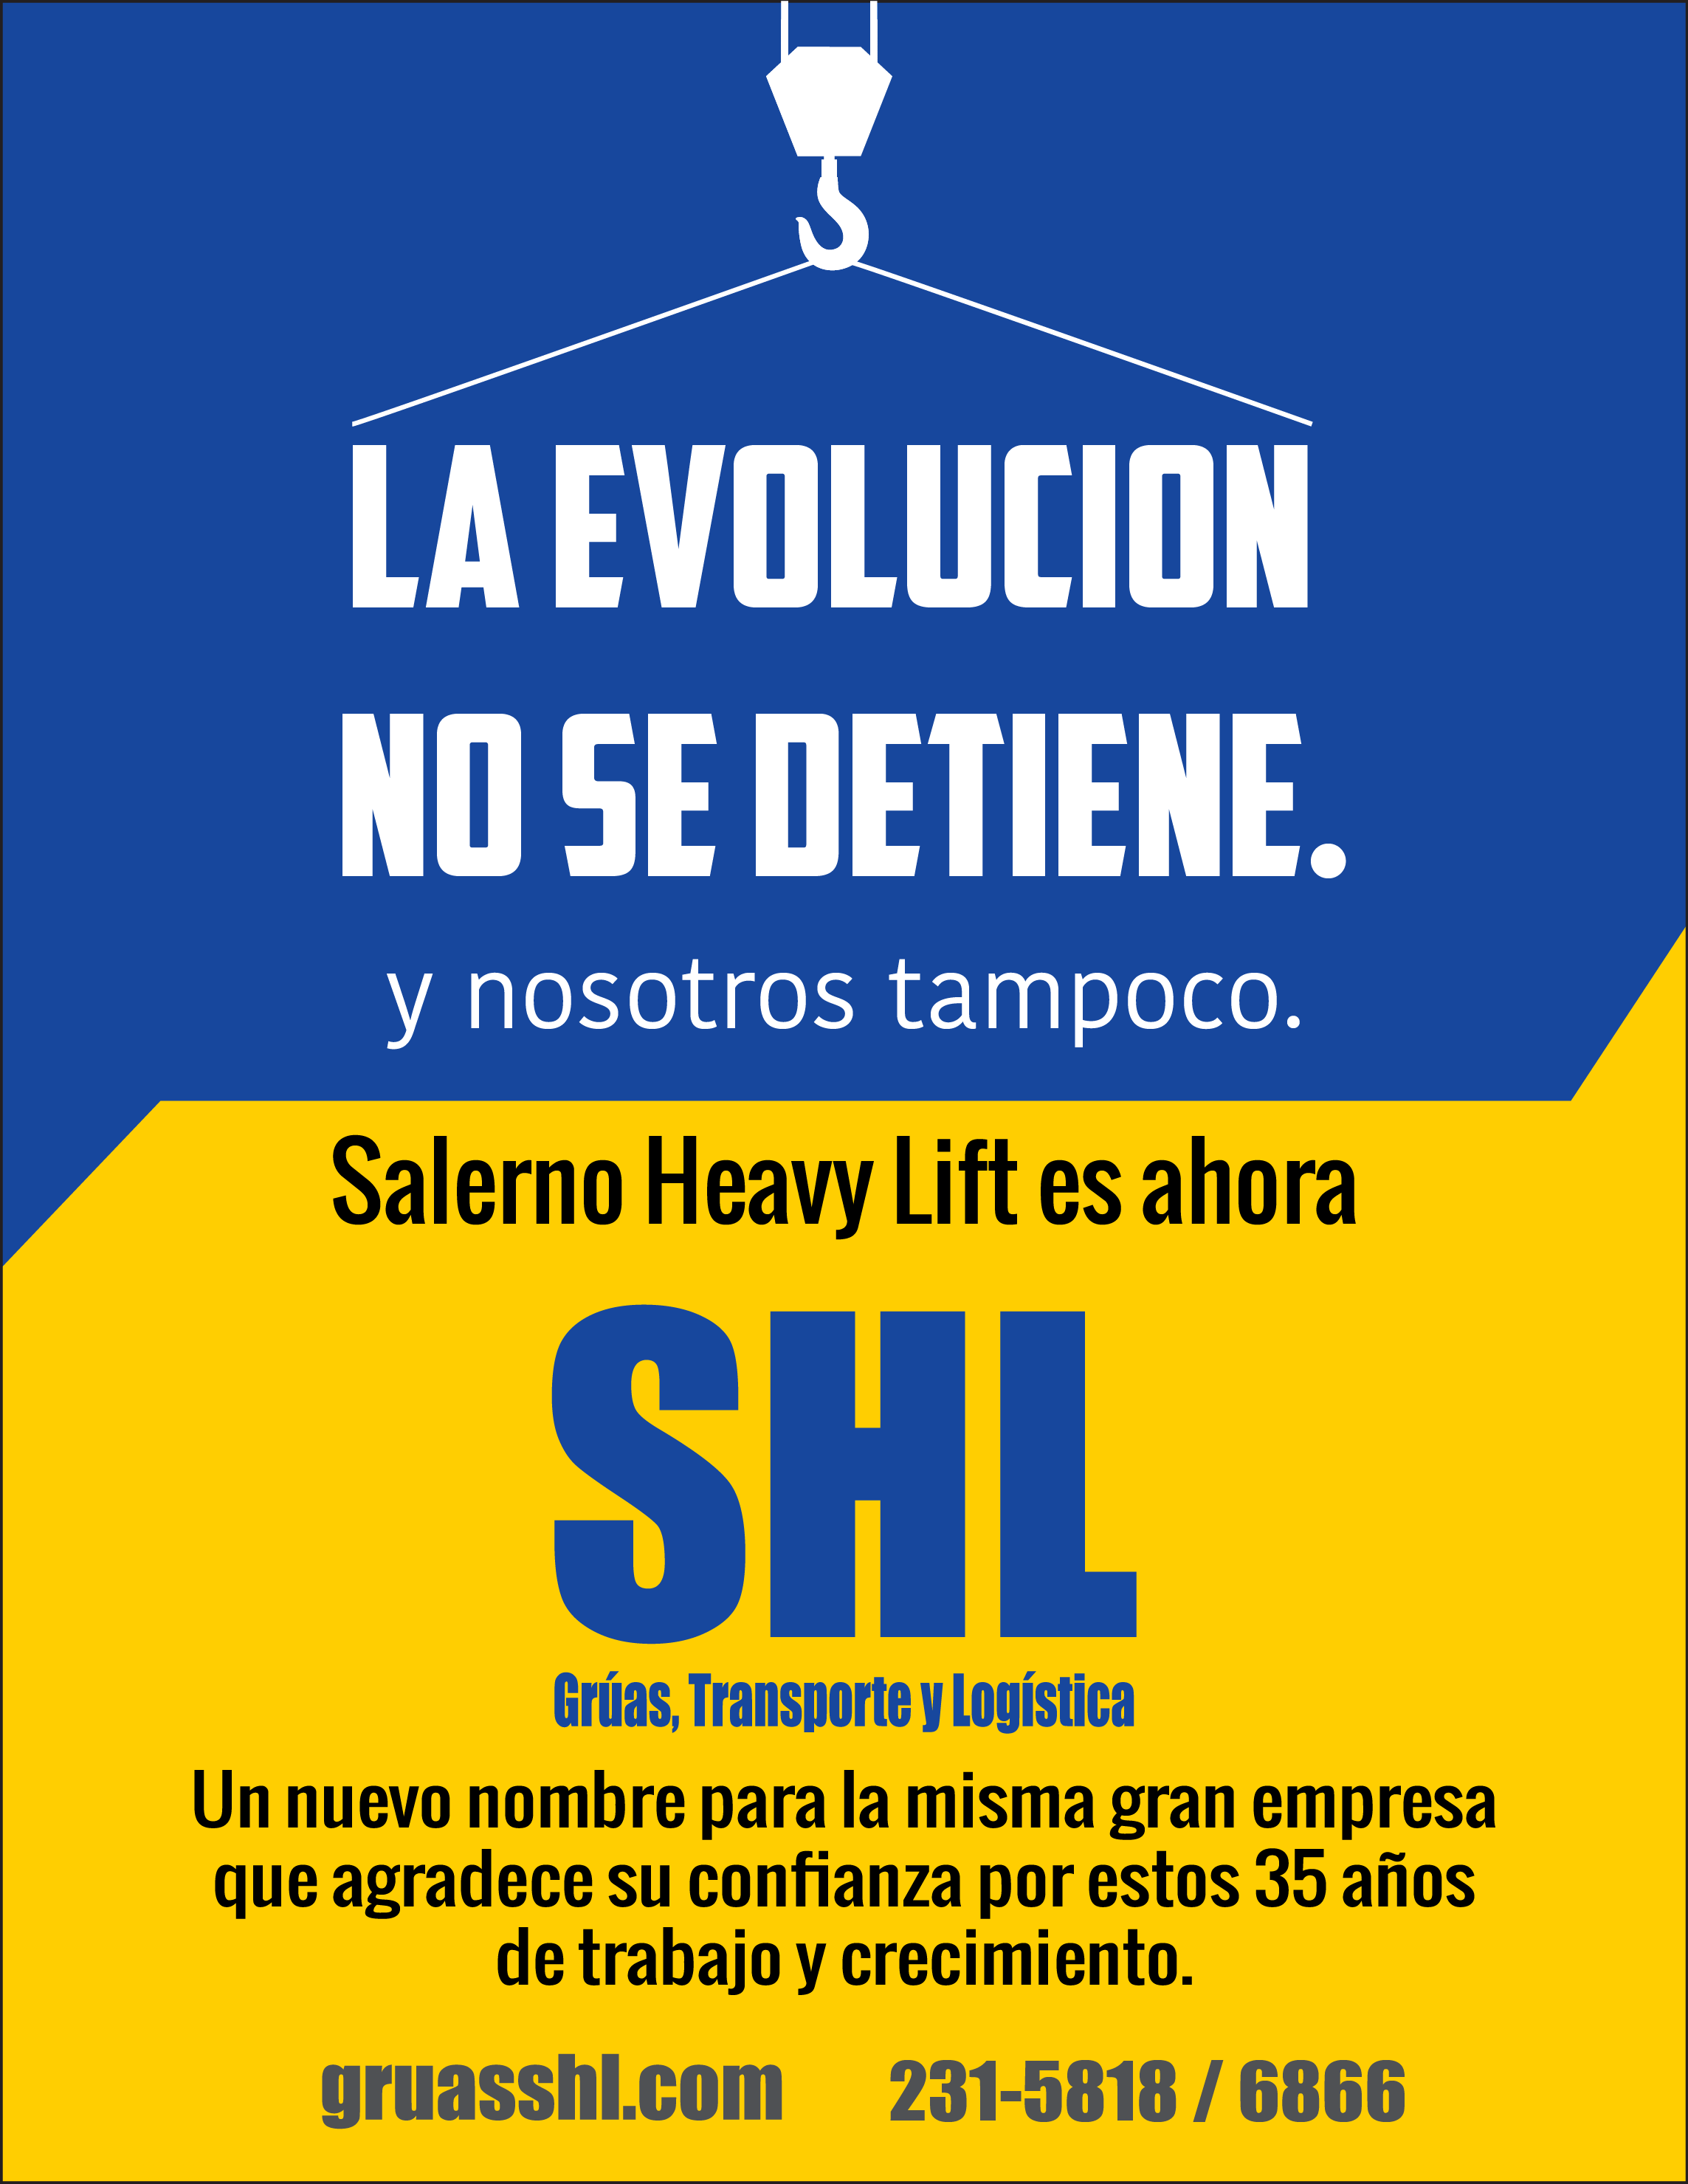 LA EVOLUCION
NO SE DETIENE.
y nosotros tampoco.
Salerno Heavy Lift es ahora
SHL
Grúas, Transporte y Logística
Un nuevo nombre para la misma gran empresa
que agradece su confianza por estos 35 años
de trabajo y crecimiento.
gruasshl.com 231-5818 / 6866